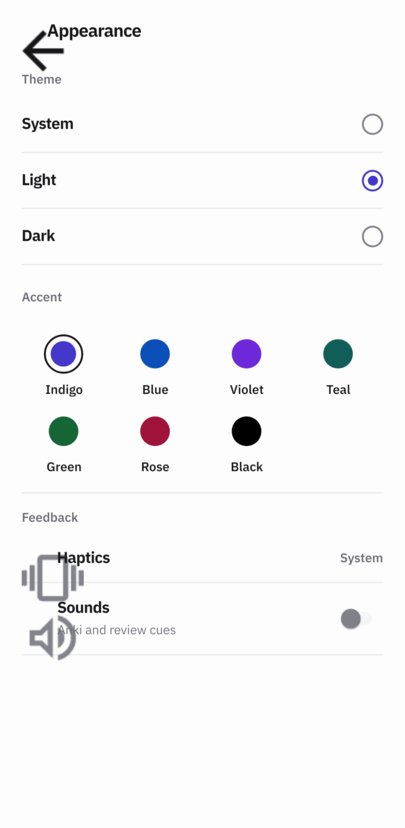 Appearance
Theme
System
Light
Dark
Accent
Indigo
Blue
Violet
Teal
Green
Rose
Black
Feedback
Haptics
System
Sounds
Anki and review cues